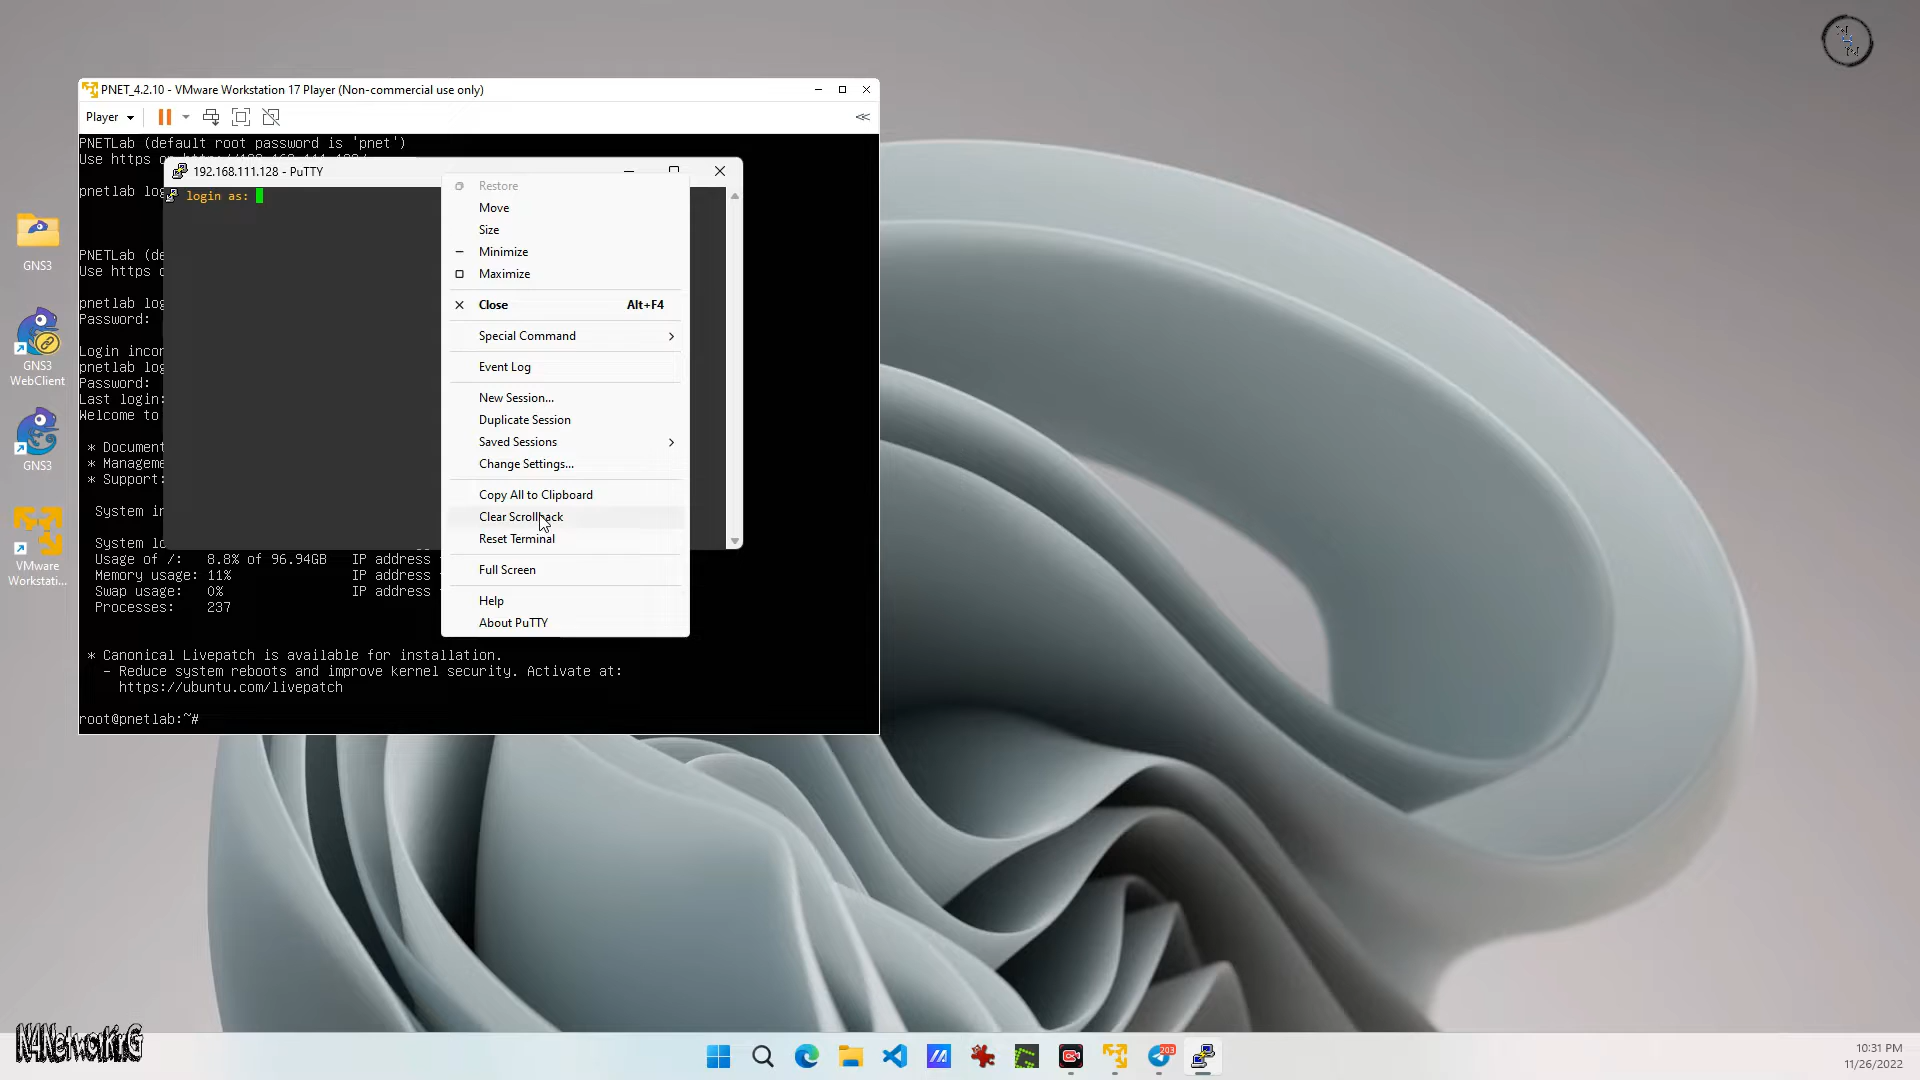 PNET_4.2.10 - VMware Workstation 17 Player (Non-commercial use only)
Player
PNETLab (default root password is 'pnet')
Use https o
pnetlab log
192.168.111.128 - PuTTY
login as:
PNETLab (de
Use https o
pnetlab log
Password:
Login incor
pnetlab log
Password:
Last login:
Welcome to
* Document
* Manageme
* Support:
System in
System lo
Usage of /: 8.8% of 96.94GB IP address
Memory usage: 11% IP address
Swap usage: 0% IP address
Processes: 237
* Canonical Livepatch is available for installation.
- Reduce system reboots and improve kernel security. Activate at:
https://ubuntu.com/livepatch
root@pnetlab:~#
Restore
Move
Size
Minimize
Maximize
Close Alt+F4
Special Command
Event Log
New Session...
Duplicate Session
Saved Sessions
Change Settings...
Copy All to Clipboard
Clear Scrollback
Reset Terminal
Full Screen
Help
About PuTTY
GNS3
GNS3
WebClient
GNS3
VMware
Workstati...
N4NetworkinG
203
10:31 PM
11/26/2022